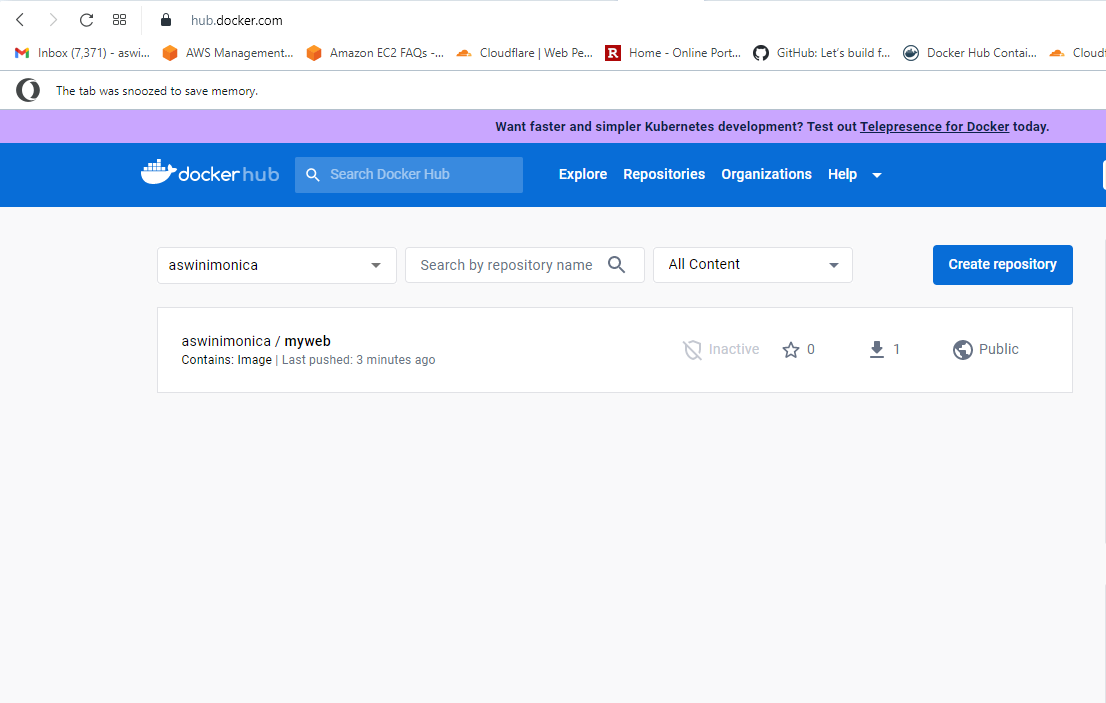 hub.docker.com
Inbox (7,371) - aswi... AWS Management... Amazon EC2 FAQs -... Cloudflare | Web Pe... R Home - Online Port... GitHub: Let's build f... Docker Hub Contai... Cloudf
The tab was snoozed to save memory.
Want faster and simpler Kubernetes development? Test out Telepresence for Docker today.
docker hub Search Docker Hub Explore Repositories Organizations Help
aswinimonica Search by repository name All Content Create repository
aswinimonica / myweb
Contains: Image | Last pushed: 3 minutes ago
Inactive 0 1 Public